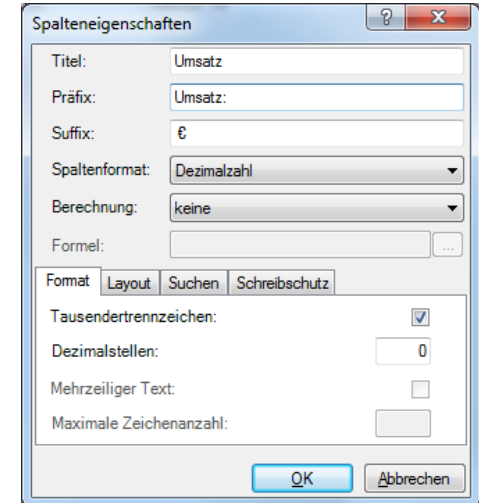 Spalteneigenschaften
Titel: Umsatz
Präfix: Umsatz:
Suffix: €
Spaltenformat: Dezimalzahl
Berechnung: keine
Formel: ...
Format Layout Suchen Schreibschutz
Tausendertrennzeichen:
Dezimalstellen: 0
Mehrzeiliger Text:
Maximale Zeichenanzahl:
OK Abbrechen